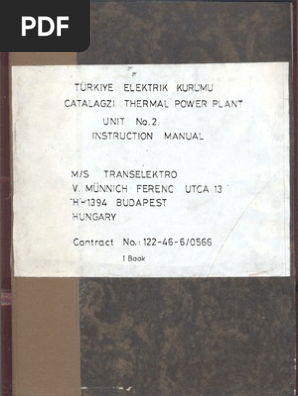 PDF
TÜRKIYE ELEKTRIK KURUMU
CATALAGZI THERMAL POWER PLANT
UNIT No.2.
INSTRUCTION MANUAL
M/S TRANSELEKTRO
V. MÜNNICH FERENC UTCA 13
H-1394 BUDAPEST
HUNGARY
Contract No.: 122-46-6/0566
1 Book